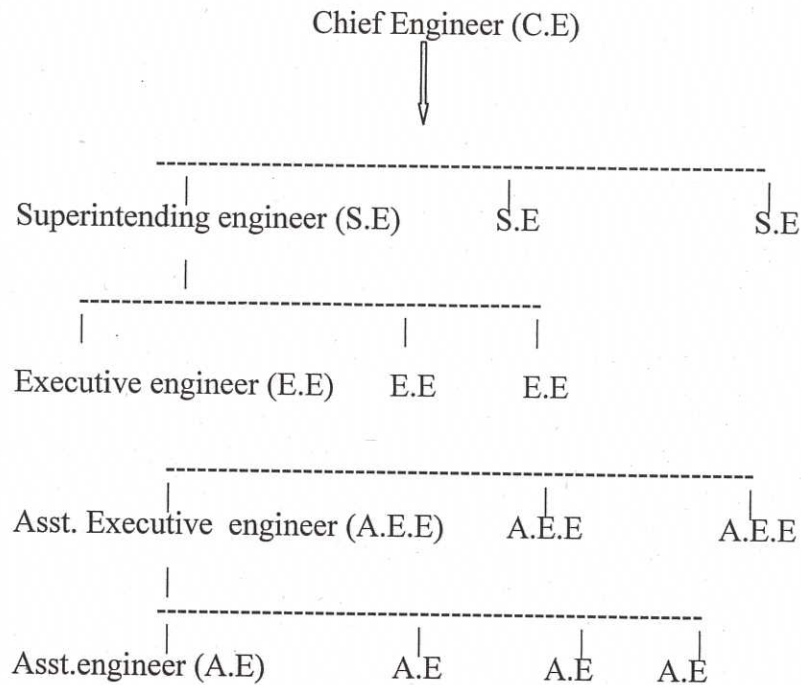 Chief Engineer (C.E)
Superintending engineer (S.E) S.E S.E
Executive engineer (E.E) E.E E.E
Asst. Executive engineer (A.E.E) A.E.E A.E.E
Asst.engineer (A.E) A.E A.E A.E